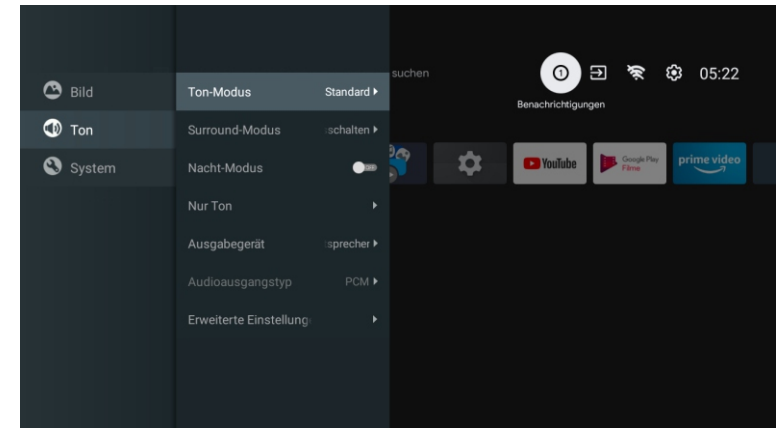 suchen
05:22
Benachrichtigungen
Bild
Ton
System
Ton-Modus Standard
Surround-Modus schalten
Nacht-Modus
Nur Ton
Ausgabegerät sprecher
Audioausgangstyp PCM
Erweiterte Einstellung
YouTube
Google Play
Filme
prime video